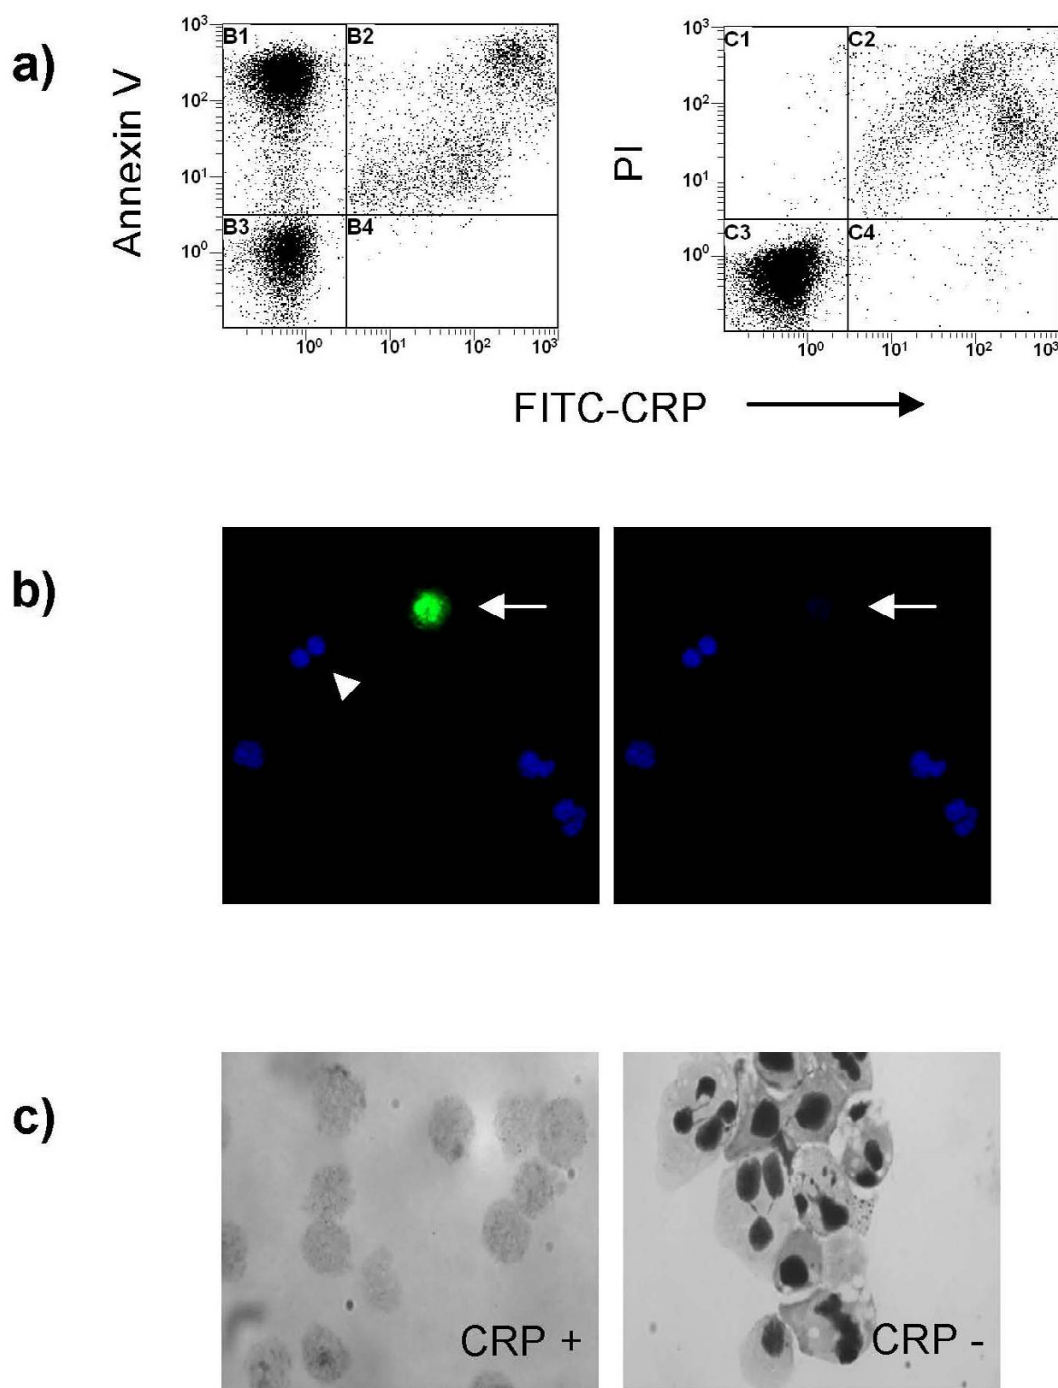 a)
Annexin V
10³
10²
10¹
10⁰
B1
B2
B3
B4
10⁰
10¹
10²
10³
PI
10³
10²
10¹
10⁰
C1
C2
C3
C4
10⁰
10¹
10²
10³
FITC-CRP
b)
c)
CRP +
CRP -